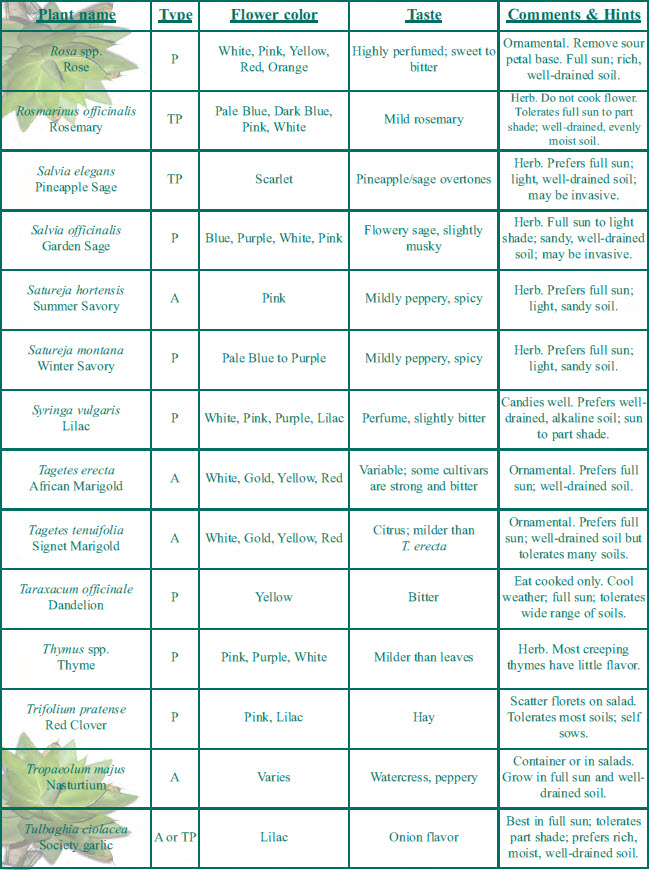 Plant name Type Flower color Taste Comments & Hints
Rosa spp.
Rose
P
White, Pink, Yellow,
Red, Orange
Highly perfumed; sweet to
bitter
Ornamental. Remove sour
petal base. Full sun; rich,
well-drained soil.
Rosmarinus officinalis
Rosemary
TP
Pale Blue, Dark Blue,
Pink, White
Mild rosemary
Herb. Do not cook flower.
Tolerates full sun to part
shade; well-drained, evenly
moist soil.
Salvia elegans
Pineapple Sage
TP
Scarlet
Pineapple/sage overtones
Herb. Prefers full sun;
light, well-drained soil;
may be invasive.
Salvia officinalis
Garden Sage
P
Blue, Purple, White, Pink
Flowery sage, slightly
musky
Herb. Full sun to light
shade; sandy, well-drained
soil; may be invasive.
Satureja hortensis
Summer Savory
A
Pink
Mildly peppery, spicy
Herb. Prefers full sun;
light, sandy soil.
Satureja montana
Winter Savory
P
Pale Blue to Purple
Mildly peppery, spicy
Herb. Prefers full sun;
light, sandy soil.
Syringa vulgaris
Lilac
P
White, Pink, Purple, Lilac
Perfume, slightly bitter
Candies well. Prefers well-
drained, alkaline soil; sun
to part shade.
Tagetes erecta
African Marigold
A
White, Gold, Yellow, Red
Variable; some cultivars
are strong and bitter
Ornamental. Prefers full
sun; well-drained soil.
Tagetes tenuifolia
Signet Marigold
A
White, Gold, Yellow, Red
Citrus; milder than
T. erecta
Ornamental. Prefers full
sun; well-drained soil but
tolerates many soils.
Taraxacum officinale
Dandelion
P
Yellow
Bitter
Eat cooked only. Cool
weather; full sun; tolerates
wide range of soils.
Thymus spp.
Thyme
P
Pink, Purple, White
Milder than leaves
Herb. Most creeping
thymes have little flavor.
Trifolium pratense
Red Clover
P
Pink, Lilac
Hay
Scatter florets on salad.
Tolerates most soils; self
sows.
Tropaeolum majus
Nasturtium
A
Varies
Watercress, peppery
Container or in salads.
Grow in full sun and well-
drained soil.
Tulbaghia ciolacea
Society garlic
A or TP
Lilac
Onion flavor
Best in full sun; tolerates
part shade; prefers rich,
moist, well-drained soil.